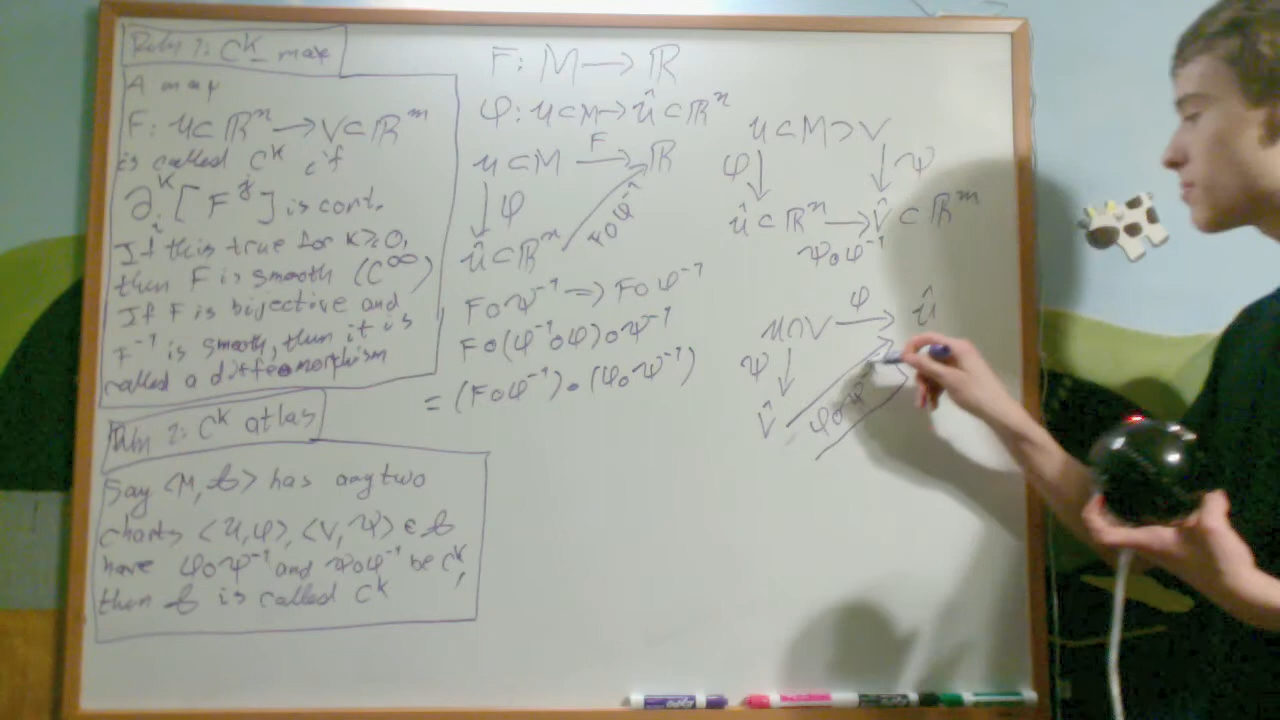 Defn 1: C^k map
A map
F: U⊂ℝ^n → V⊂ℝ^m
is called C^k if
∂_i^k [F^j] is cont.
If this true for k≥0,
then F is smooth (C^∞)
If F is bijective and
F^-1 is smooth, then it is
called a diffeomorphism
Defn 2: C^k atlas
Say <M, 𝒜> has any two
charts <U,φ>, <V,ψ> ∈
have φ∘ψ^-1 and ψ∘φ^-1 be C^k,
then is called C^k
F: M → ℝ
φ: U⊂M → Û⊂ℝ^n
U⊂M F→ ℝ
↓φ
Û⊂ℝ^n
F∘ψ^-1 => F∘φ^-1
F∘(φ^-1∘φ)∘ψ^-1
= (F∘φ^-1)∘(φ∘ψ^-1)
U⊂M⊃V
φ↓ ↓ψ
Û⊂ℝ^n → V̂⊂ℝ^m
ψ∘φ^-1
U∩V φ→ Û
ψ↓
V̂ φ∘ψ^-1